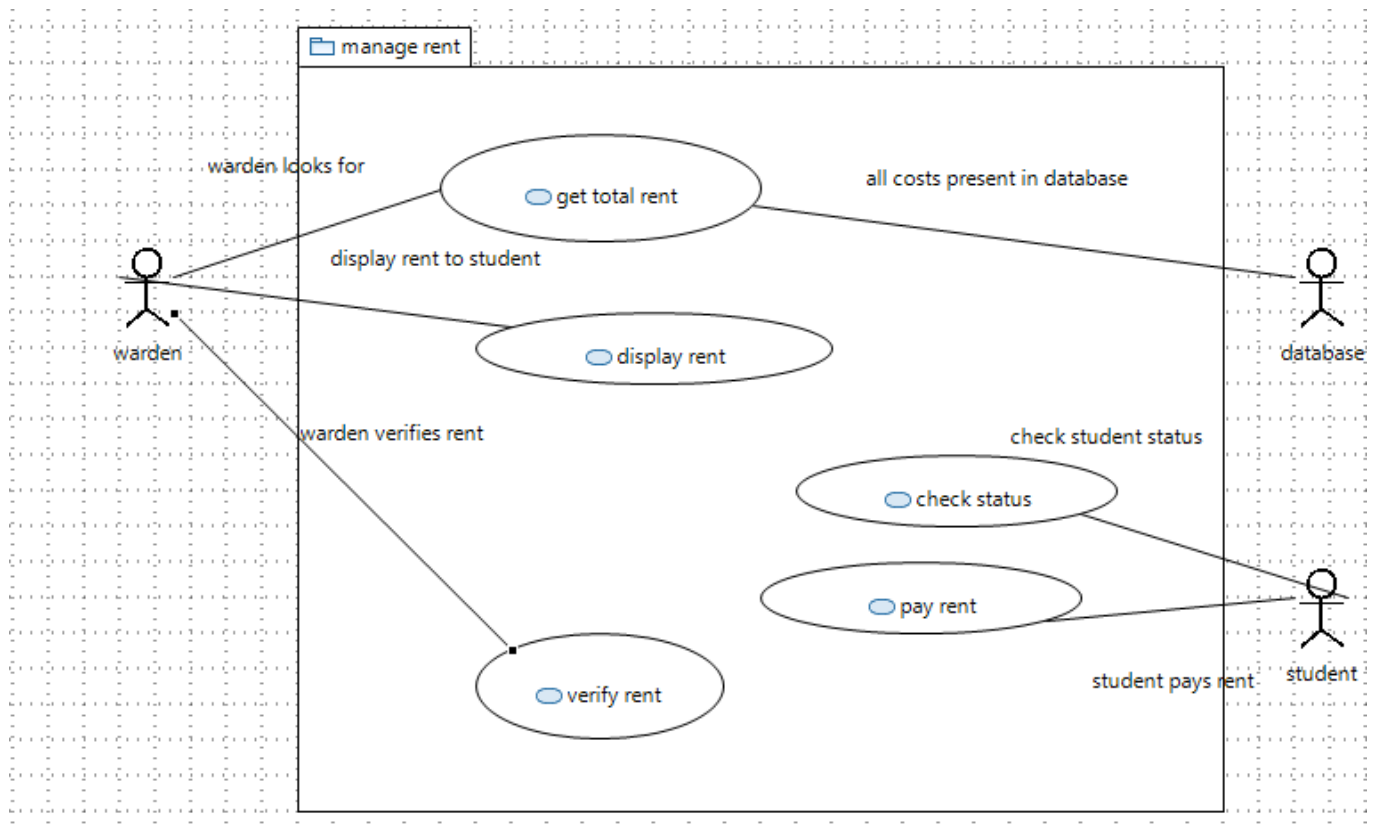 manage rent
warden looks for
all costs present in database
get total rent
display rent to student
warden
database
display rent
warden verifies rent
check student status
check status
pay rent
student
student pays rent
verify rent